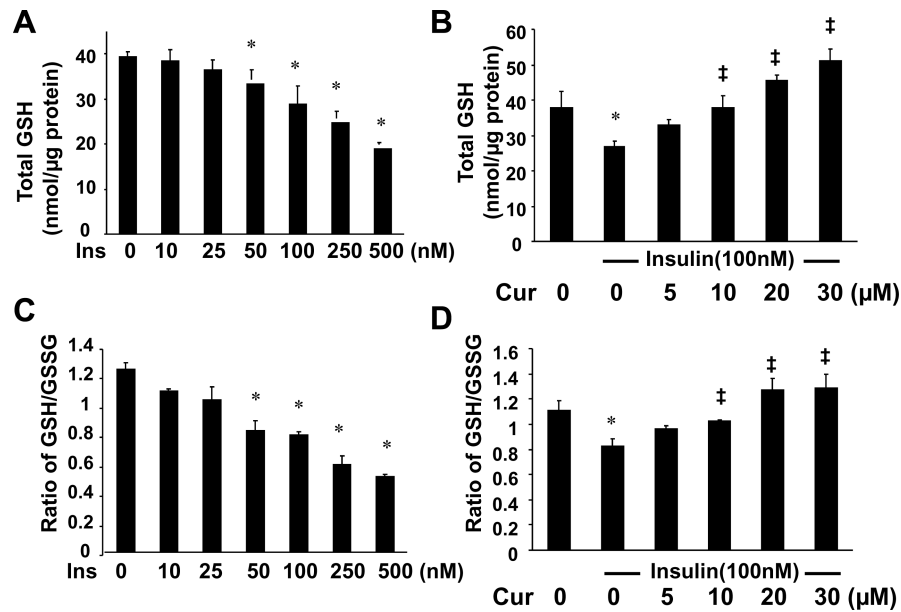 A
Total GSH
(nmol/µg protein)
40
30
20
10
0
*
*
*
*
Ins 0 10 25 50 100 250 500 (nM)
B
Total GSH
(nmol/µg protein)
60
50
40
30
20
10
0
*
‡
‡
‡
Insulin(100nM)
Cur 0 0 5 10 20 30 (µM)
C
Ratio of GSH/GSSG
1.4
1.2
1
0.8
0.6
0.4
0.2
0
*
*
*
*
Ins 0 10 25 50 100 250 500 (nM)
D
Ratio of GSH/GSSG
1.6
1.4
1.2
1
0.8
0.6
0.4
0.2
0
*
‡
‡
‡
Insulin(100nM)
Cur 0 0 5 10 20 30 (µM)